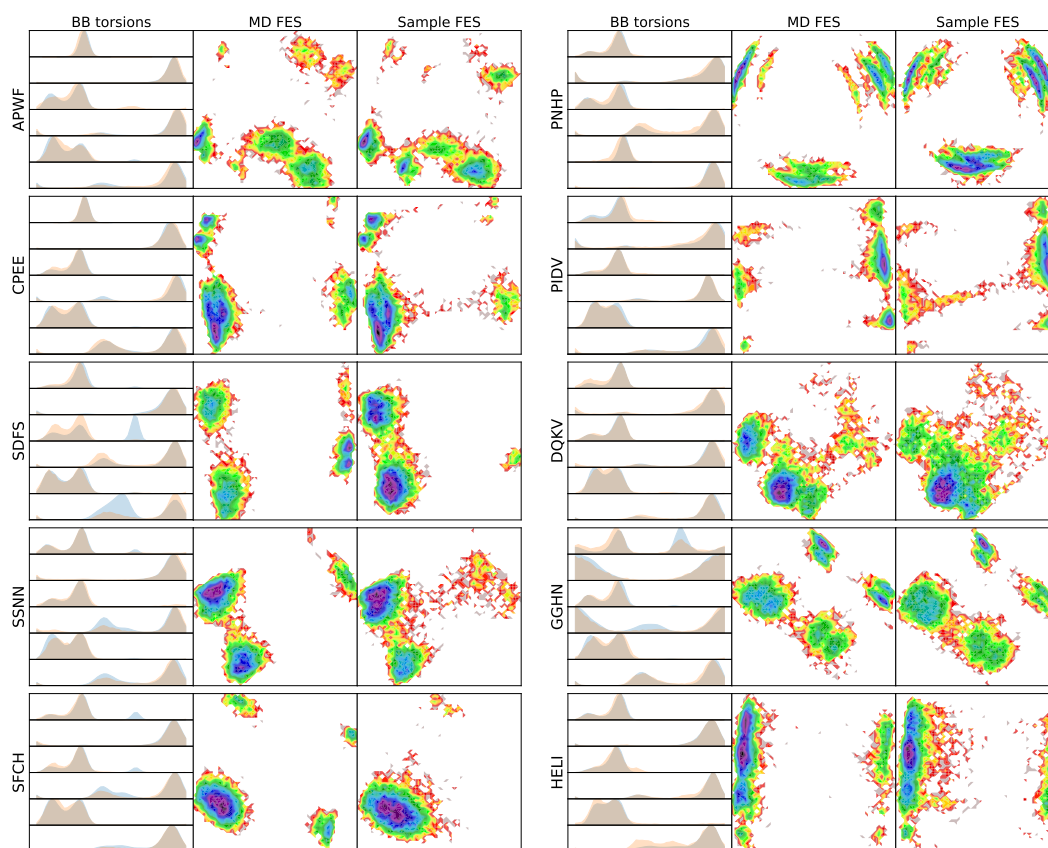 BB torsions MD FES Sample FES BB torsions MD FES Sample FES
APWF PNHP
CPEE PIDV
SDFS DQKV
SSNN GGHN
SFCH HELI